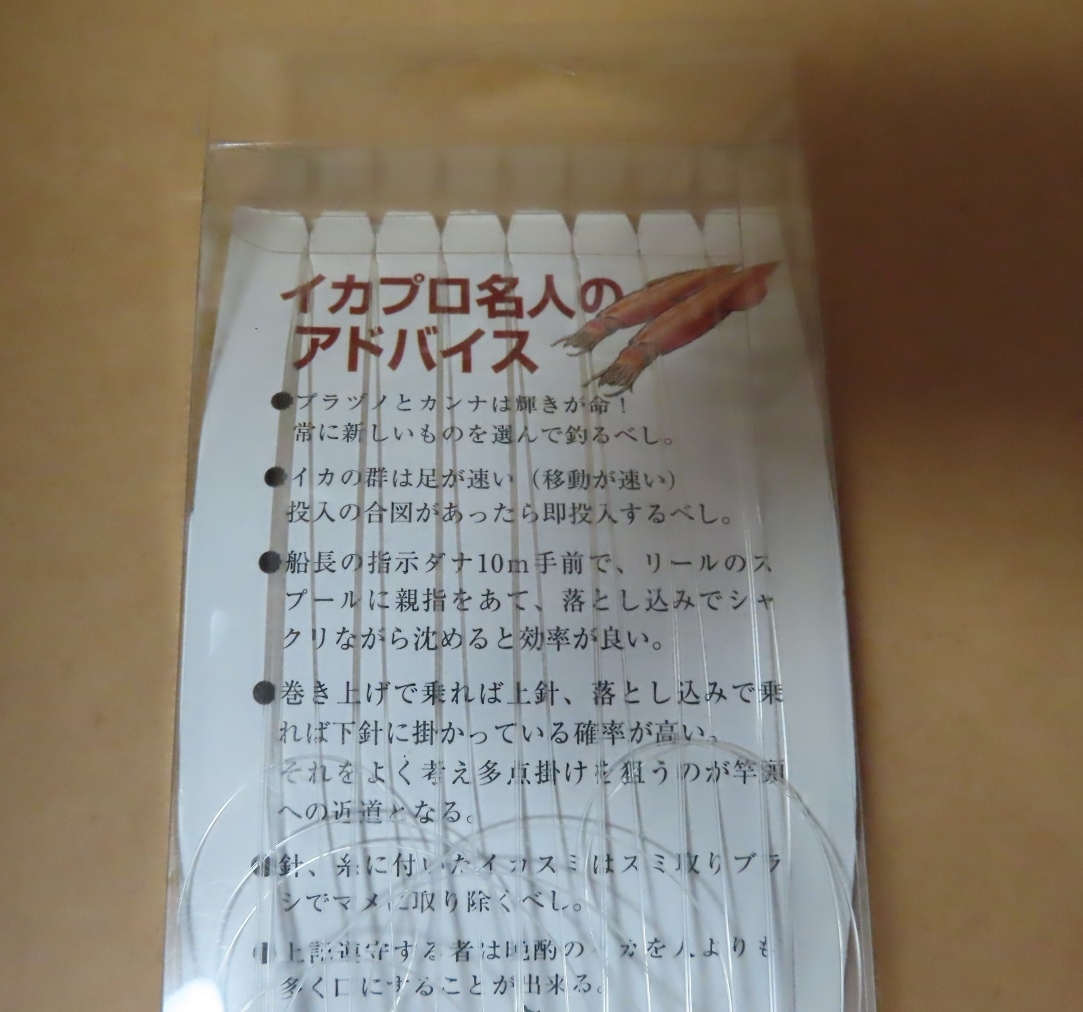 イカプロ名人の
アドバイス
●プラヅノとカンナは輝きが命！
常に新しいものを選んで釣るべし。
●イカの群は足が速い（移動が速い）
投入の合図があったら即投入するべし。
●船長の指示ダナ10m手前で、リールのス
プールに親指をあて、落とし込みでシャ
クリながら沈めると効率が良い。
●巻き上げで乗れば上針、落とし込みで乗
れば下針に掛かっている確率が高い。
それをよく考え多点掛けを狙うのが竿頭
への近道となる。
●針、糸に付いたイカスミはスミ取りブラ
シでマメに取り除くべし。
●上記遵守する者は晩酌のイカを人よりも
多く口にすることが出来る。